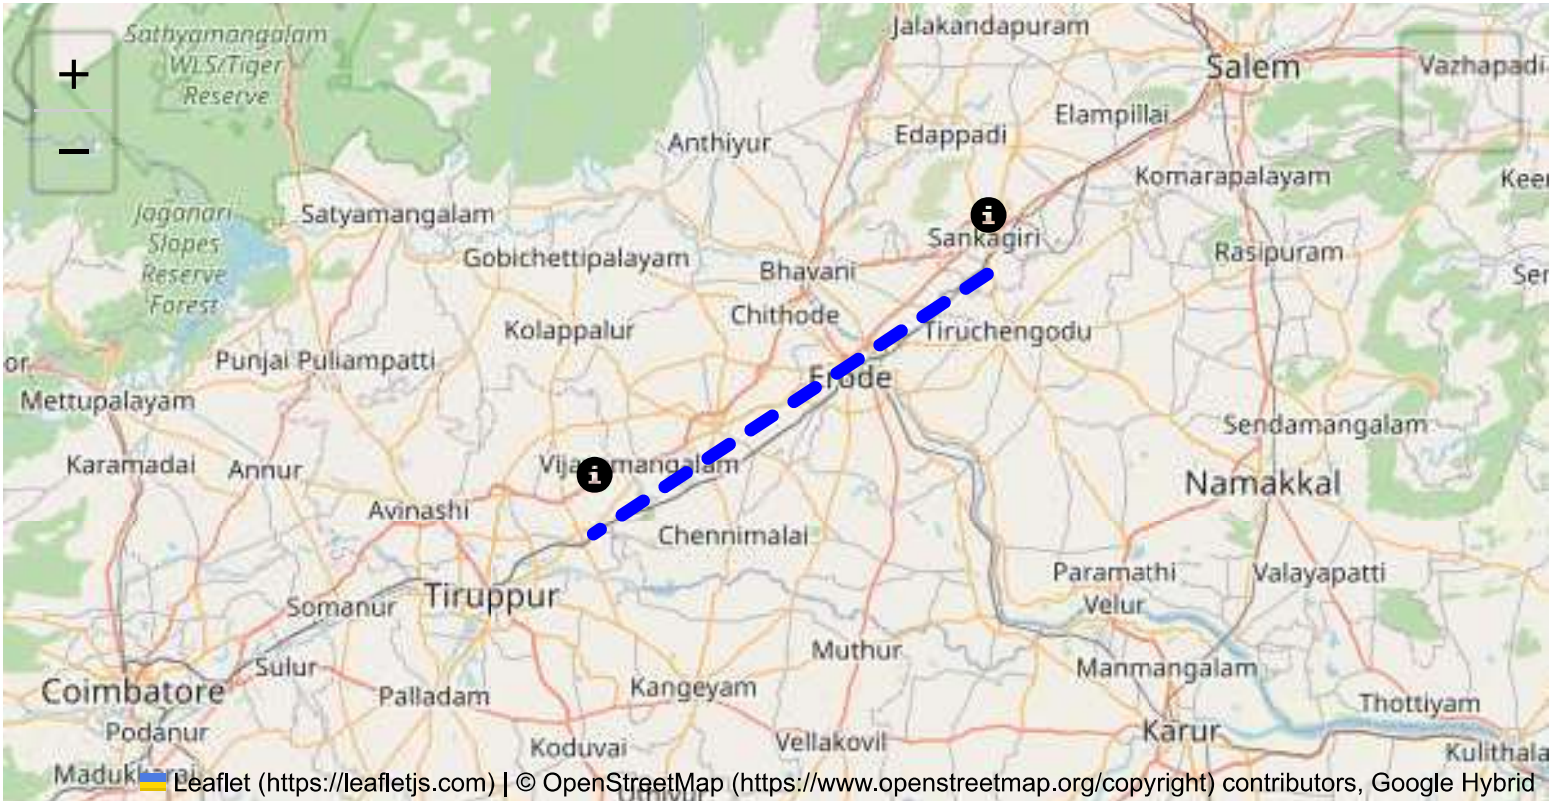 Jalakandapuram
Sathyamangalam
WLS/Tiger
Reserve
+
−
Salem
Vazhapadi
Elampillai
Edappadi
Anthiyur
Komarapalayam
Jaganari
Slopes
Reserve
Forest
Satyamangalam
i
Sankagiri
Gobichettipalayam
Bhavani
Rasipuram
Chithode
Kolappalur
Tiruchengodu
Punjai Puliampatti
Erode
Mettupalayam
Sendamangalam
Karamadai
Annur
Vijayamangalam
i
Namakkal
Avinashi
Chennimalai
Paramathi
Velur
Valayapatti
Tiruppur
Somanur
Muthur
Sulur
Manmangalam
Coimbatore
Palladam
Kangeyam
Thottiyam
Podanur
Koduvai
Vellakovil
Karur
Leaflet (https://leafletjs.com) | © OpenStreetMap (https://www.openstreetmap.org/copyright) contributors, Google Hybrid